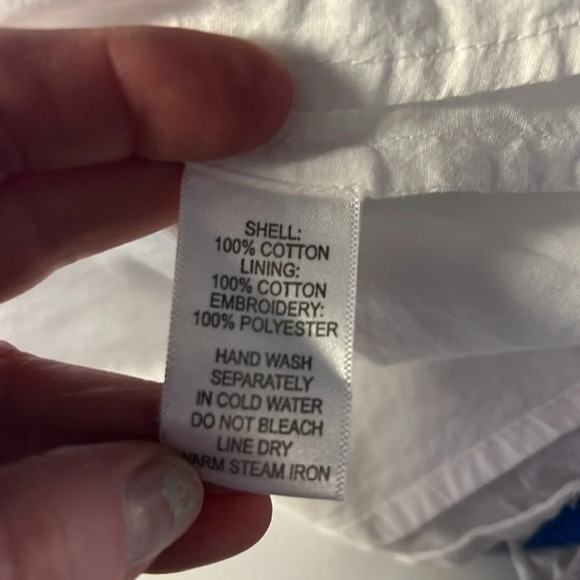 SHELL:
100% COTTON
LINING:
100% COTTON
EMBROIDERY:
100% POLYESTER
HAND WASH
SEPARATELY
IN COLD WATER
DO NOT BLEACH
LINE DRY
WARM STEAM IRON